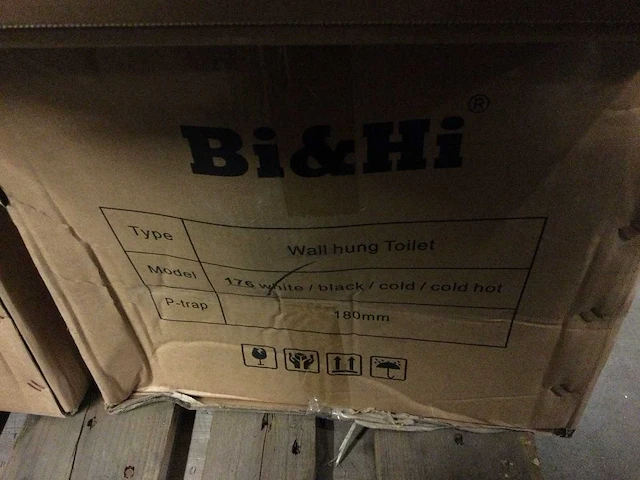 Bi&Hi®
Type Wall hung Toilet
Model 176 white / black / cold / cold hot
P-trap 180mm